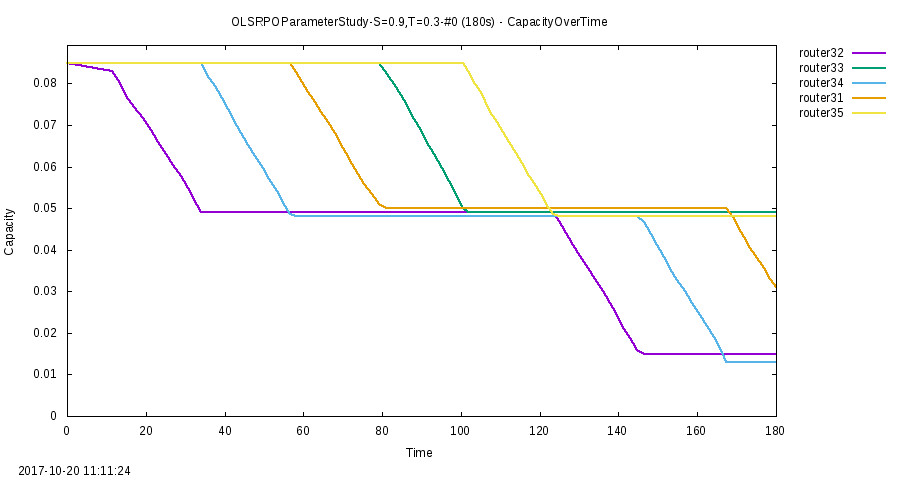 OLSRPOParameterStudy-S=0.9,T=0.3-#0 (180s) - CapacityOverTime
router32
router33
router34
router31
router35
0.08
0.07
0.06
0.05
0.04
0.03
0.02
0.01
0
Capacity
0 20 40 60 80 100 120 140 160 180
Time
2017-10-20 11:11:24